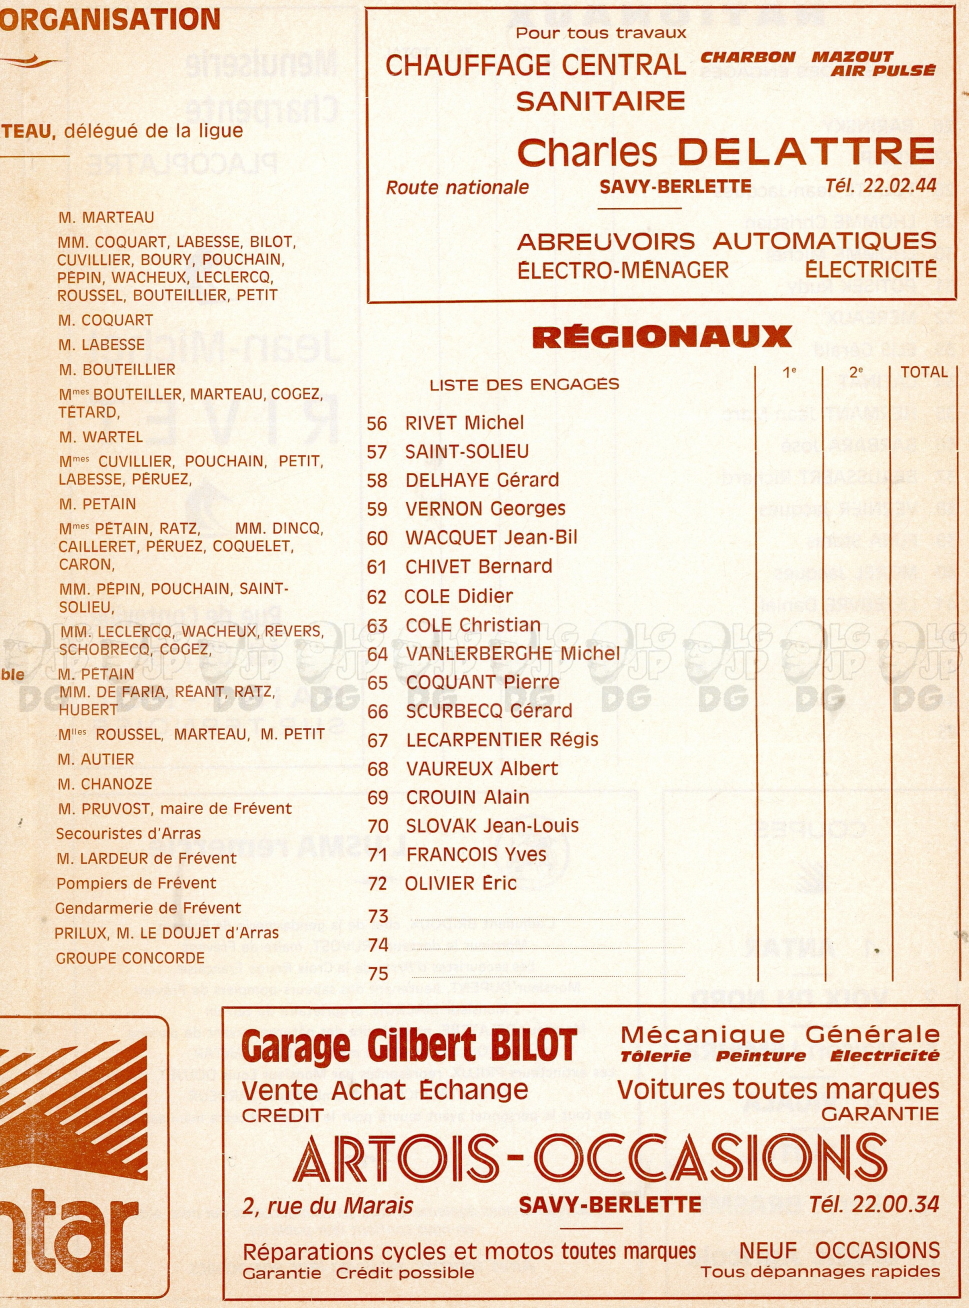 ORGANISATION
TEAU, délégué de la ligue
M. MARTEAU
MM. COQUART, LABESSE, BILOT,
CUVILLIER, BOURY, POUCHAIN,
PÉPIN, WACHEUX, LECLERCQ,
ROUSSEL, BOUTEILLIER, PETIT
M. COQUART
M. LABESSE
M. BOUTEILLIER
Mmes BOUTEILLER, MARTEAU, COGEZ,
TÉTARD,
M. WARTEL
Mmes CUVILLIER, POUCHAIN, PETIT,
LABESSE, PÉRUEZ,
M. PETAIN
Mmes PÉTAIN, RATZ, MM. DINCQ,
CAILLERET, PÉRUEZ, COQUELET,
CARON,
MM. PÉPIN, POUCHAIN, SAINT-
SOLIEU,
MM. LECLERCQ, WACHEUX, REVERS,
SCHOBRECQ, COGEZ,
ble M. PÉTAIN
MM. DE FARIA, RÉANT, RATZ,
HUBERT
Mlles ROUSSEL, MARTEAU, M. PETIT
M. AUTIER
M. CHANOZE
M. PRUVOST, maire de Frévent
Secouristes d'Arras
M. LARDEUR de Frévent
Pompiers de Frévent
Gendarmerie de Frévent
PRILUX, M. LE DOUJET d'Arras
GROUPE CONCORDE
ntar
Pour tous travaux
CHAUFFAGE CENTRAL CHARBON MAZOUT
AIR PULSÉ
SANITAIRE
Charles DELATTRE
Route nationale SAVY-BERLETTE Tél. 22.02.44
ABREUVOIRS AUTOMATIQUES
ÉLECTRO-MÉNAGER ÉLECTRICITÉ
RÉGIONAUX
LISTE DES ENGAGÉS 1e 2e TOTAL
56 RIVET Michel
57 SAINT-SOLIEU
58 DELHAYE Gérard
59 VERNON Georges
60 WACQUET Jean-Bil
61 CHIVET Bernard
62 COLE Didier
63 COLE Christian
64 VANLERBERGHE Michel
65 COQUANT Pierre
66 SCURBECQ Gérard
67 LECARPENTIER Régis
68 VAUREUX Albert
69 CROUIN Alain
70 SLOVAK Jean-Louis
71 FRANÇOIS Yves
72 OLIVIER Éric
73
74
75
Garage Gilbert BILOT Mécanique Générale
Tôlerie Peinture Électricité
Vente Achat Échange Voitures toutes marques
CRÉDIT GARANTIE
ARTOIS-OCCASIONS
2, rue du Marais SAVY-BERLETTE Tél. 22.00.34
Réparations cycles et motos toutes marques NEUF OCCASIONS
Garantie Crédit possible Tous dépannages rapides